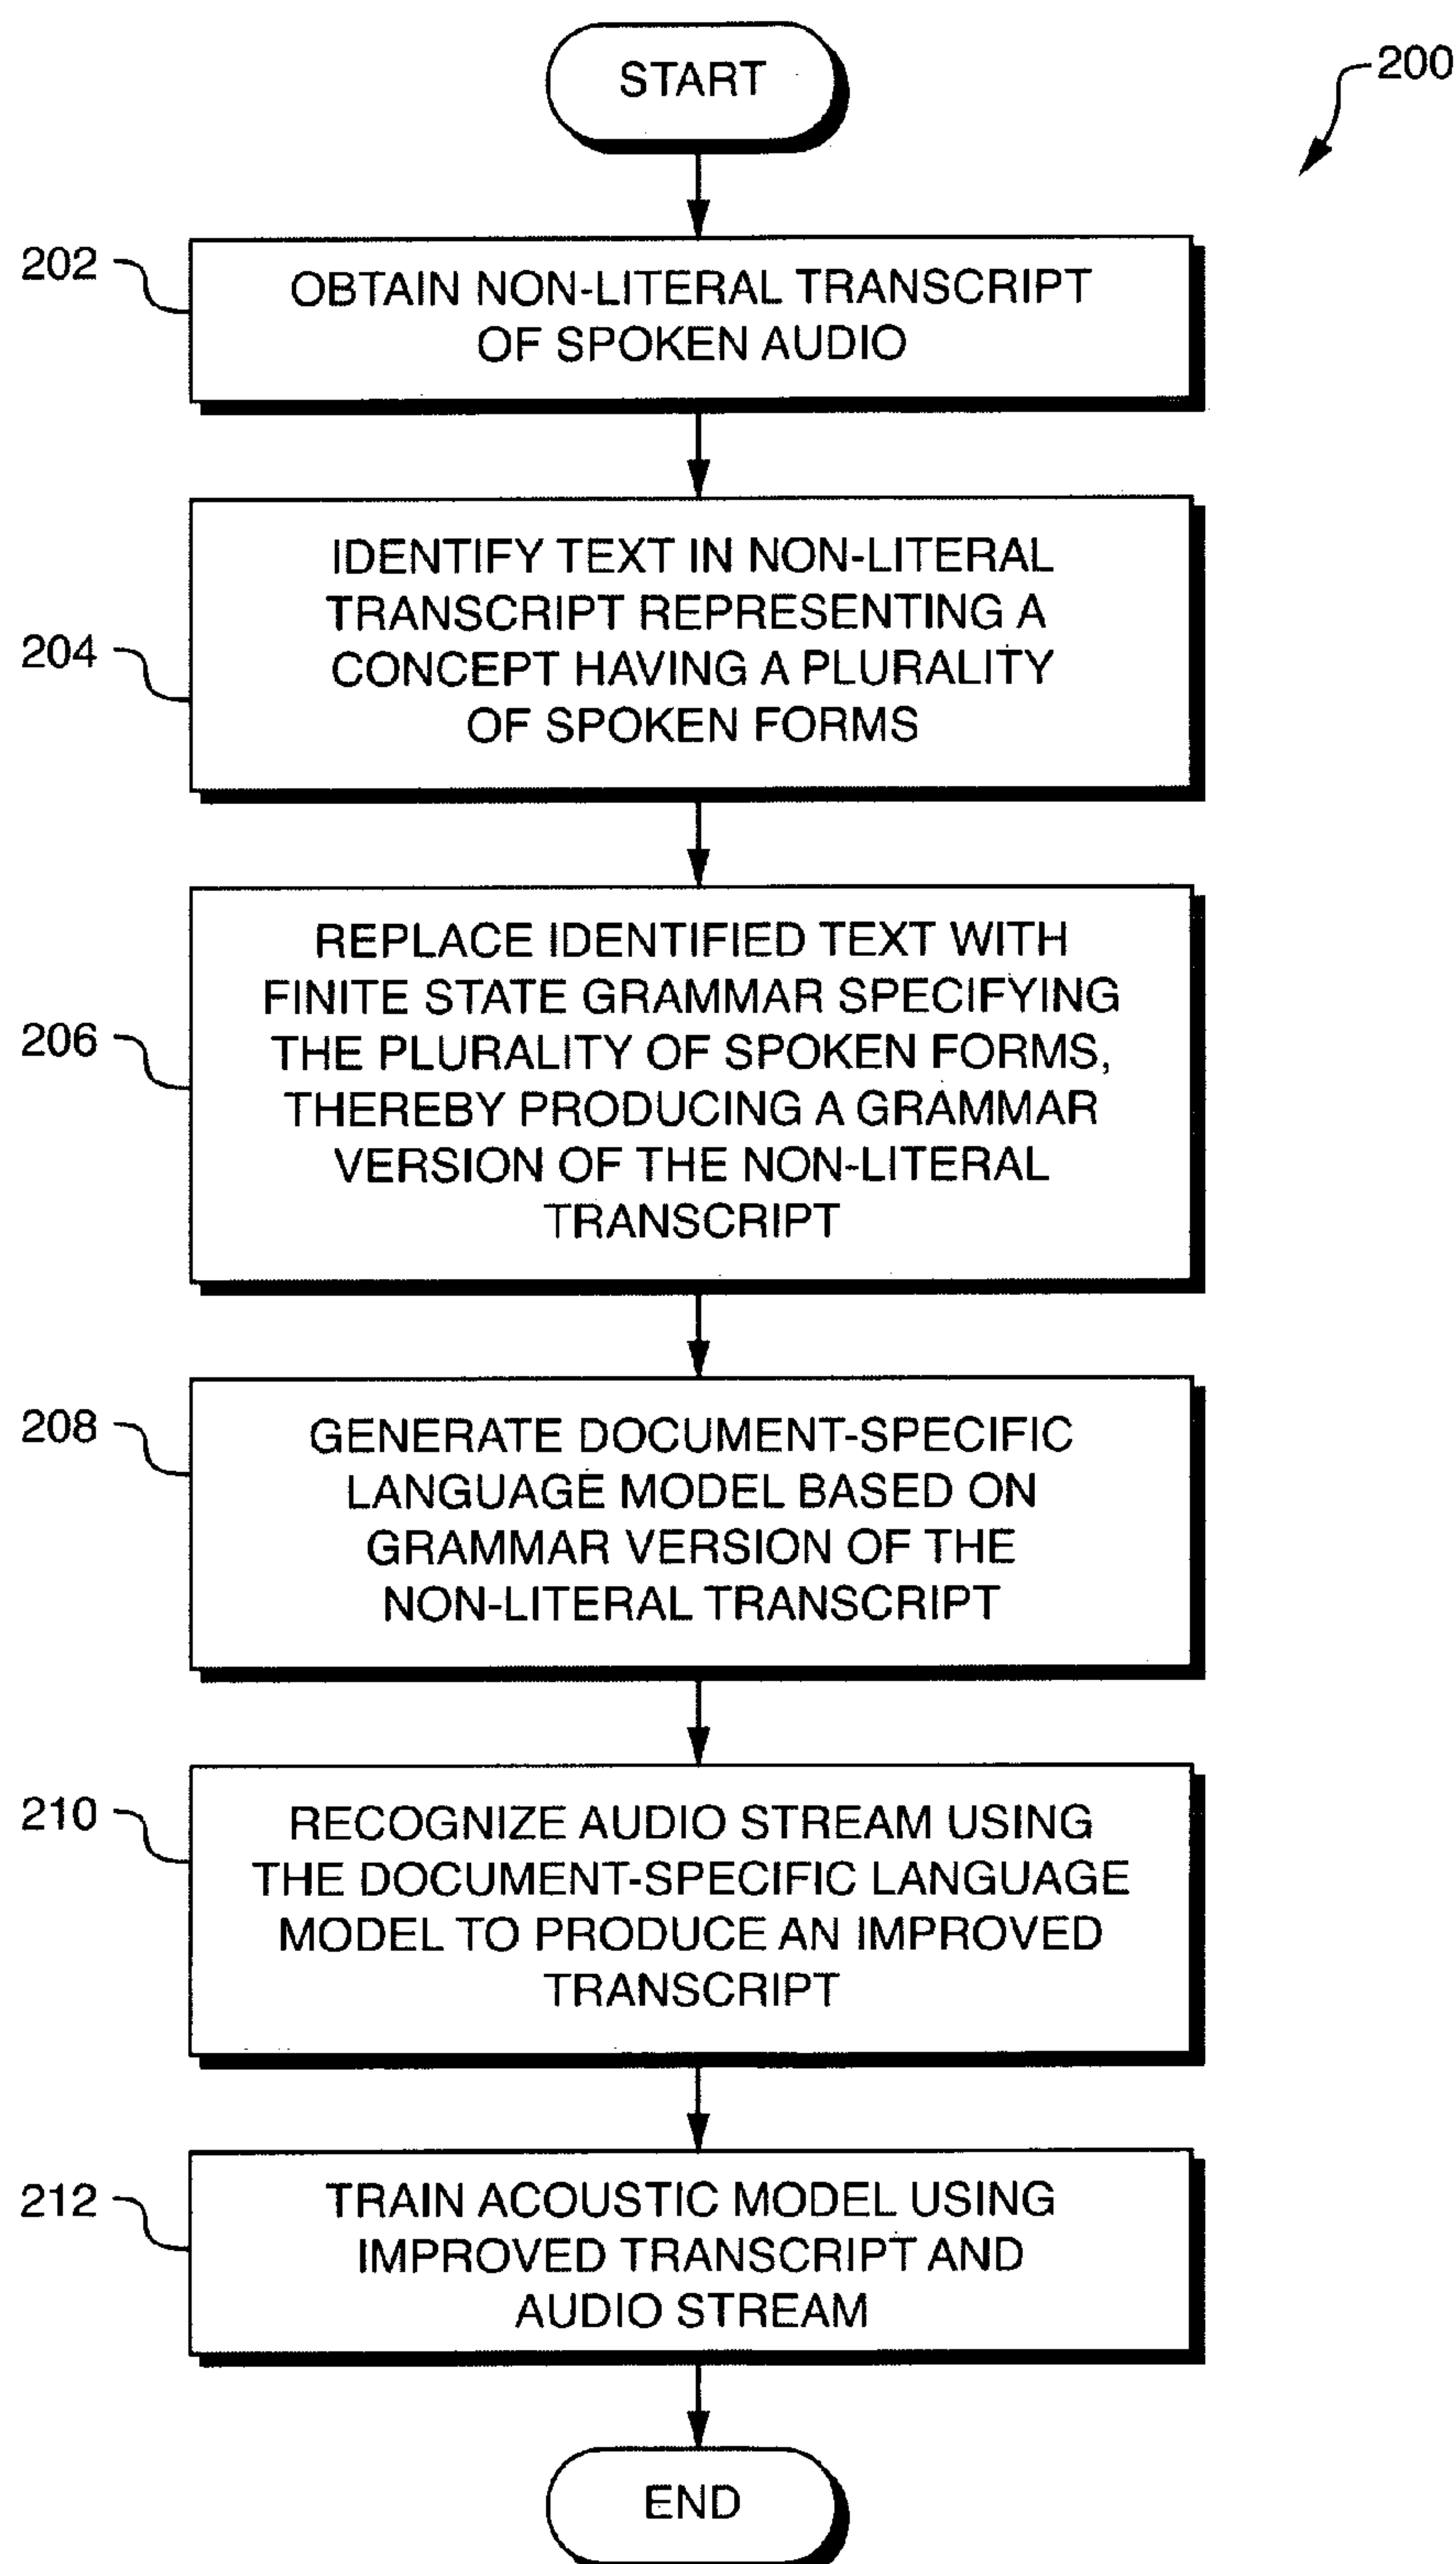 START
200
202
OBTAIN NON-LITERAL TRANSCRIPT
OF SPOKEN AUDIO
204
IDENTIFY TEXT IN NON-LITERAL
TRANSCRIPT REPRESENTING A
CONCEPT HAVING A PLURALITY
OF SPOKEN FORMS
206
REPLACE IDENTIFIED TEXT WITH
FINITE STATE GRAMMAR SPECIFYING
THE PLURALITY OF SPOKEN FORMS,
THEREBY PRODUCING A GRAMMAR
VERSION OF THE NON-LITERAL
TRANSCRIPT
208
GENERATE DOCUMENT-SPECIFIC
LANGUAGE MODEL BASED ON
GRAMMAR VERSION OF THE
NON-LITERAL TRANSCRIPT
210
RECOGNIZE AUDIO STREAM USING
THE DOCUMENT-SPECIFIC LANGUAGE
MODEL TO PRODUCE AN IMPROVED
TRANSCRIPT
212
TRAIN ACOUSTIC MODEL USING
IMPROVED TRANSCRIPT AND
AUDIO STREAM
END